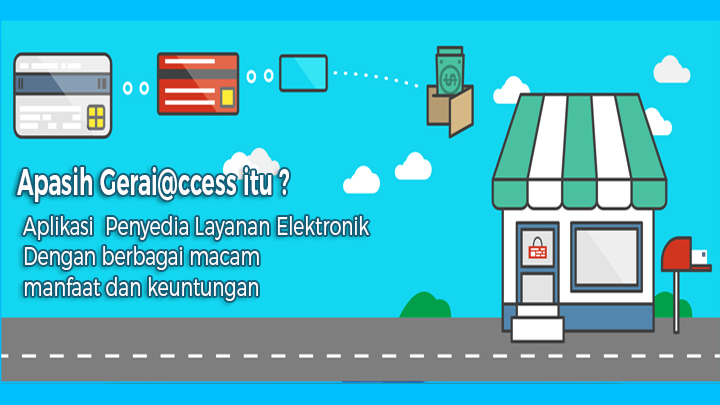 Apasih Gerai@ccess itu ?
Aplikasi Penyedia Layanan Elektronik
Dengan berbagai macam
manfaat dan keuntungan